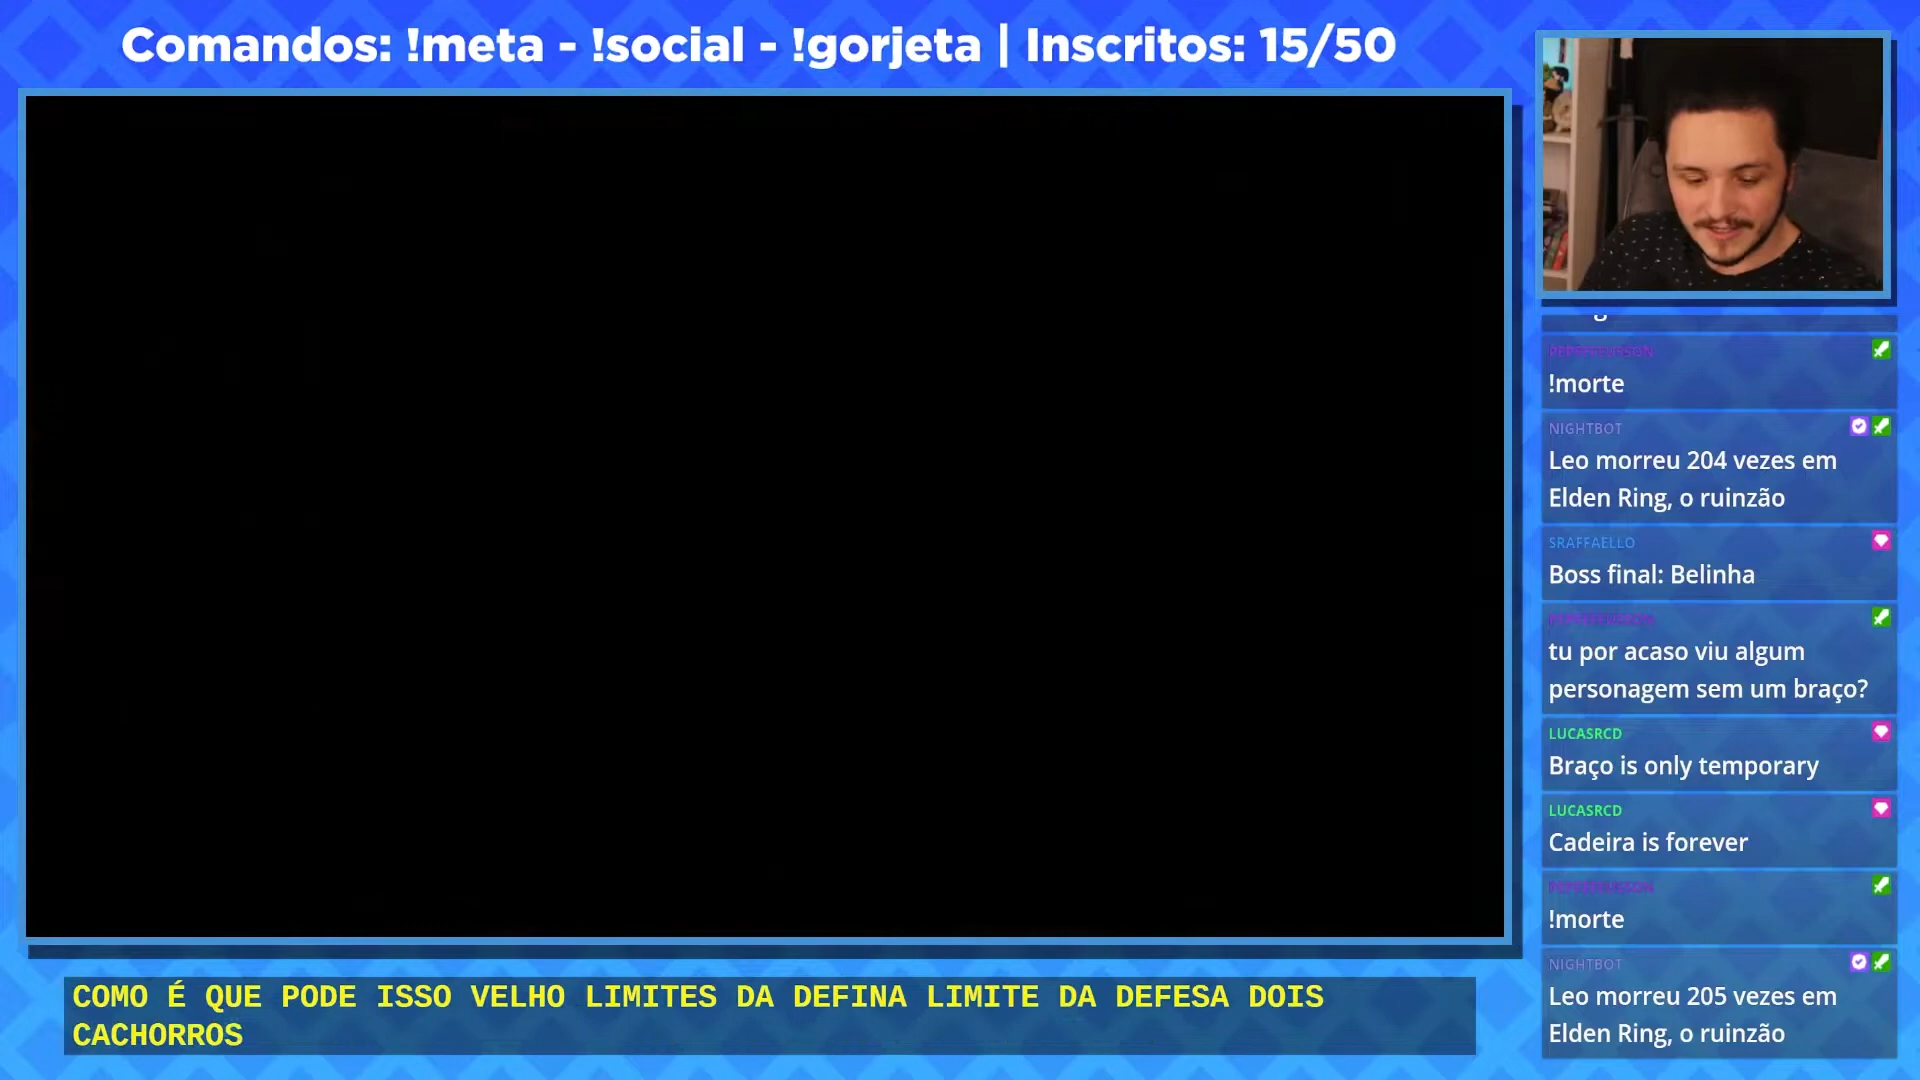 Comandos: !meta - !social - !gorjeta | Inscritos: 15/50
!morte
NIGHTBOT
Leo morreu 204 vezes em
Elden Ring, o ruinzão
SRAFFAELLO
Boss final: Belinha
tu por acaso viu algum
personagem sem um braço?
LUCASRCD
Braço is only temporary
LUCASRCD
Cadeira is forever
!morte
NIGHTBOT
Leo morreu 205 vezes em
Elden Ring, o ruinzão
COMO É QUE PODE ISSO VELHO LIMITES DA DEFINA LIMITE DA DEFESA DOIS
CACHORROS